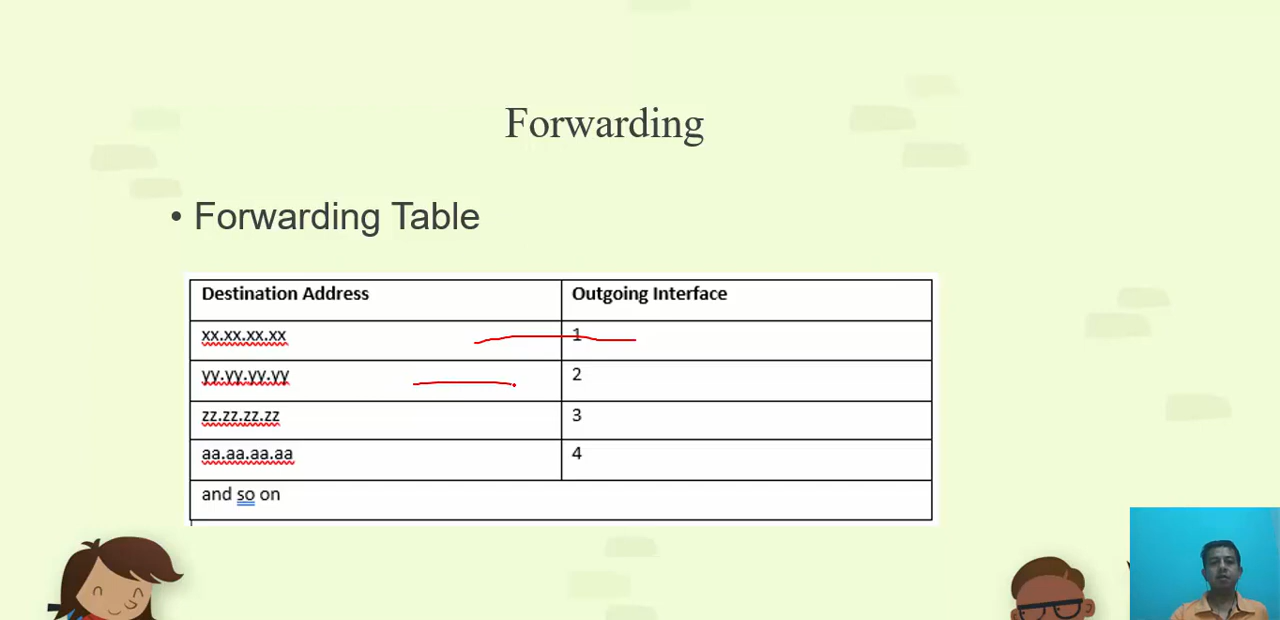 Forwarding
• Forwarding Table
Destination Address Outgoing Interface
xx.xx.xx.xx 1
yy.yy.yy.yy 2
zz.zz.zz.zz 3
aa.aa.aa.aa 4
and so on